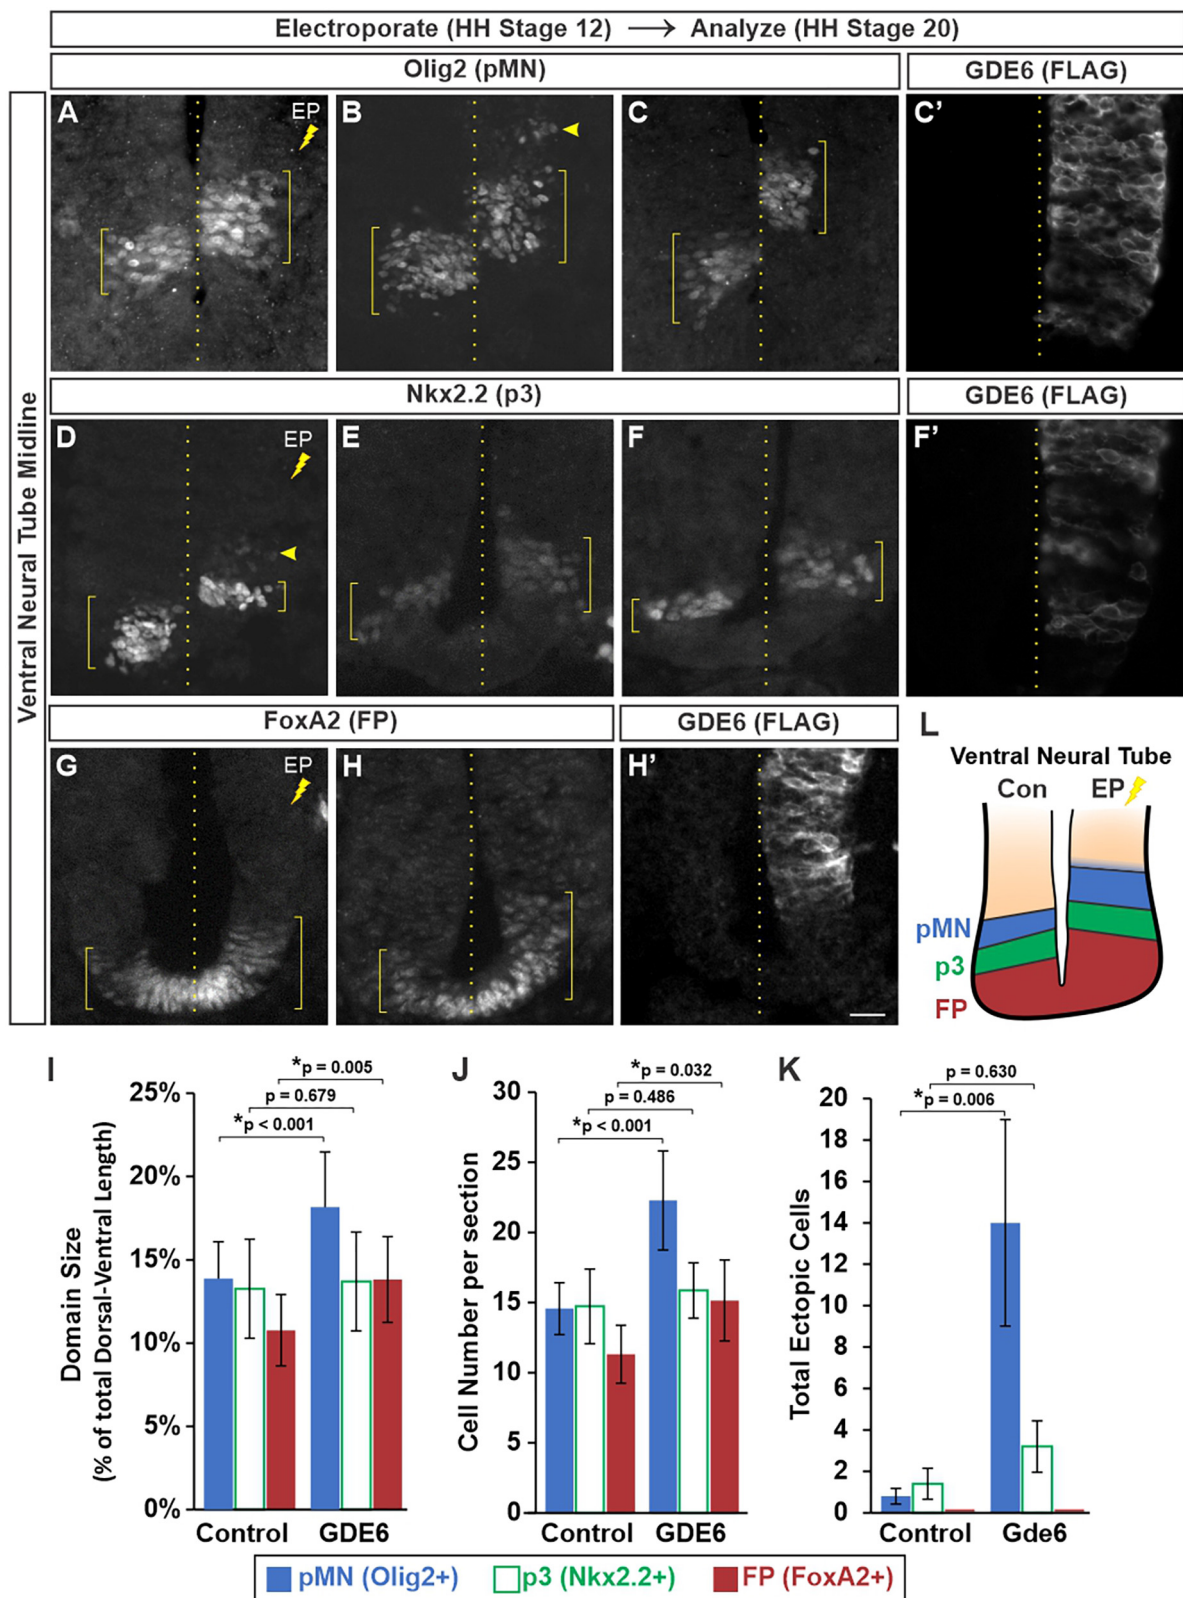 Electroporate (HH Stage 12) → Analyze (HH Stage 20)
Olig2 (pMN)
GDE6 (FLAG)
Ventral Neural Tube Midline
A
EP
B
C
C'
Nkx2.2 (p3)
GDE6 (FLAG)
D
EP
E
F
F'
FoxA2 (FP)
GDE6 (FLAG)
G
EP
H
H'
L
Ventral Neural Tube
Con
EP
pMN
p3
FP
I
Domain Size
(% of total Dorsal-Ventral Length)
25%
20%
15%
10%
5%
0%
*p = 0.005
p = 0.679
*p < 0.001
Control
GDE6
J
Cell Number per section
30
25
20
15
10
5
0
*p = 0.032
p = 0.486
*p < 0.001
Control
GDE6
K
Total Ectopic Cells
20
18
16
14
12
10
8
6
4
2
0
p = 0.630
*p = 0.006
Control
Gde6
pMN (Olig2+)
p3 (Nkx2.2+)
FP (FoxA2+)